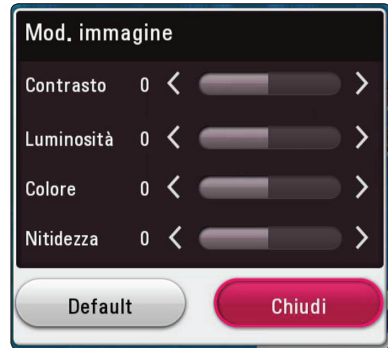 Mod. immagine
Contrasto 0
Luminosità 0
Colore 0
Nitidezza 0
Default Chiudi